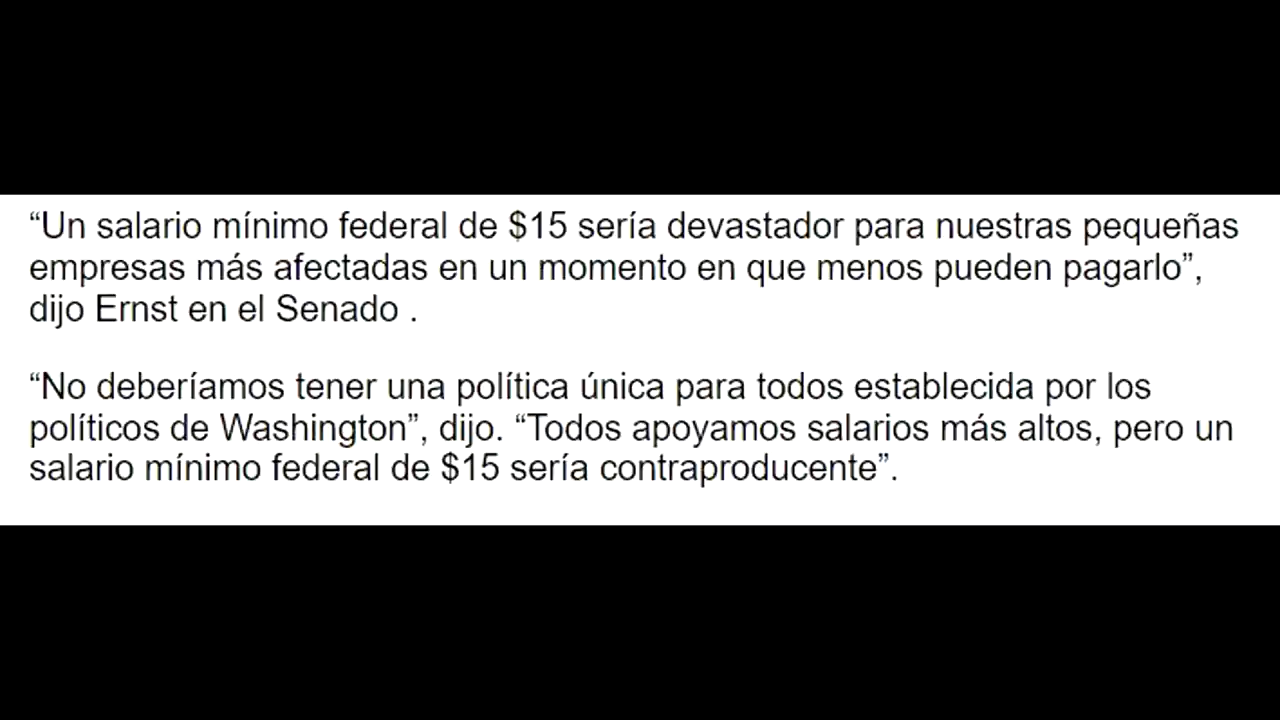 “Un salario mínimo federal de $15 sería devastador para nuestras pequeñas
empresas más afectadas en un momento en que menos pueden pagarlo”,
dijo Ernst en el Senado .
“No deberíamos tener una política única para todos establecida por los
políticos de Washington”, dijo. “Todos apoyamos salarios más altos, pero un
salario mínimo federal de $15 sería contraproducente”.